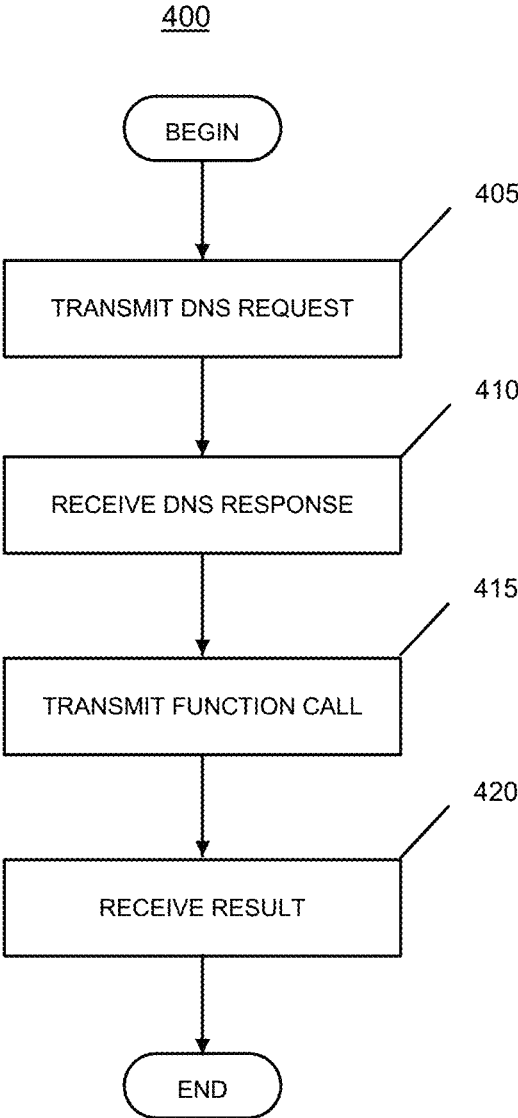 400
BEGIN
405
TRANSMIT DNS REQUEST
410
RECEIVE DNS RESPONSE
415
TRANSMIT FUNCTION CALL
420
RECEIVE RESULT
END